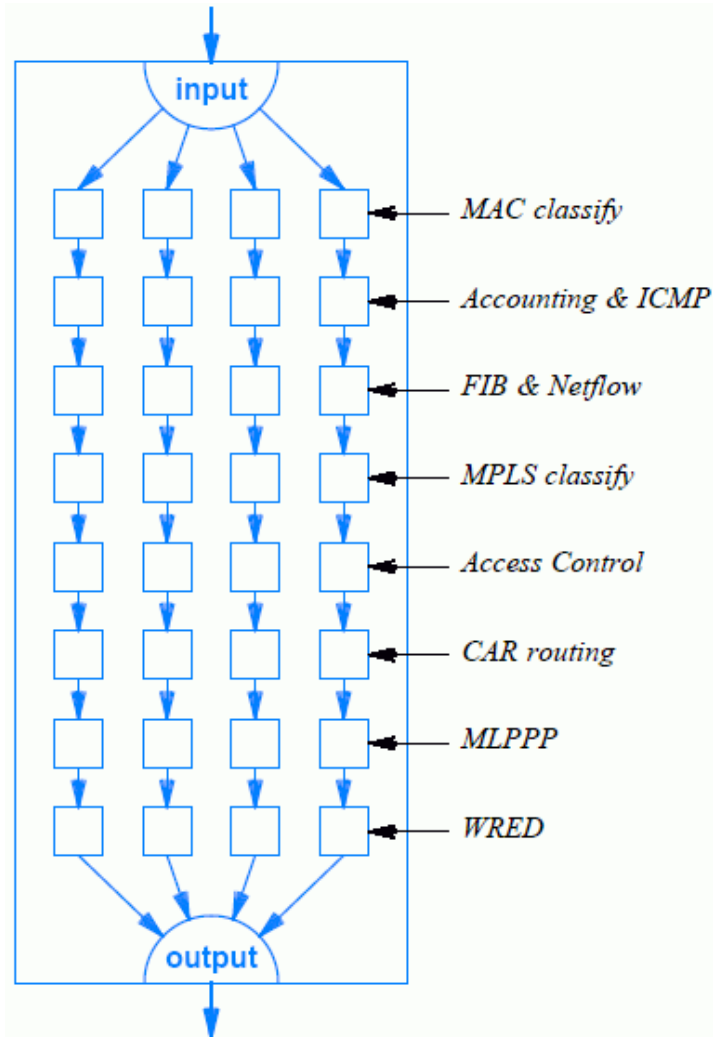 input
MAC classify
Accounting & ICMP
FIB & Netflow
MPLS classify
Access Control
CAR routing
MLPPP
WRED
output